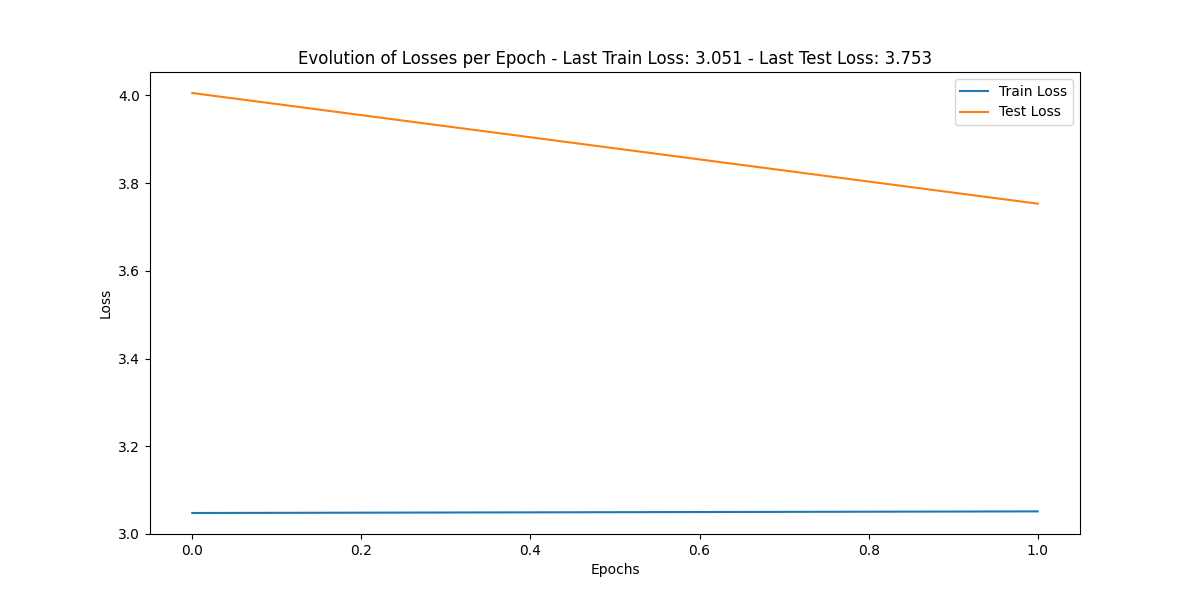 Evolution of Losses per Epoch - Last Train Loss: 3.051 - Last Test Loss: 3.753
Train Loss
Test Loss
4.0
3.8
3.6
3.4
3.2
3.0
Loss
0.0 0.2 0.4 0.6 0.8 1.0
Epochs